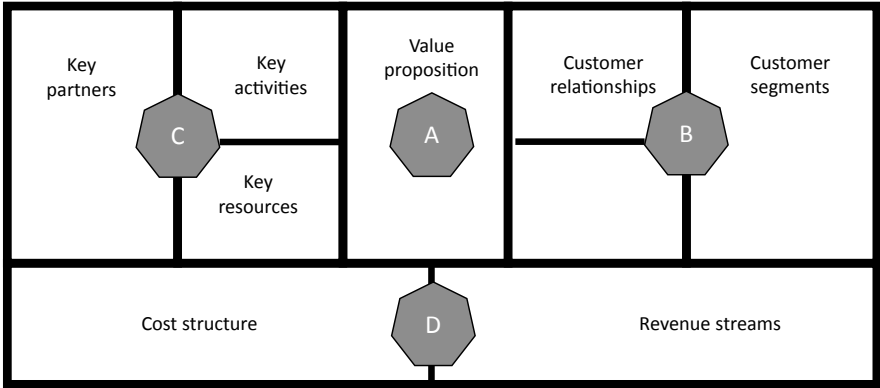 Key
partners
Key
activities
Value
proposition
Customer
relationships
Customer
segments
C
A
B
Key
resources
Cost structure
D
Revenue streams